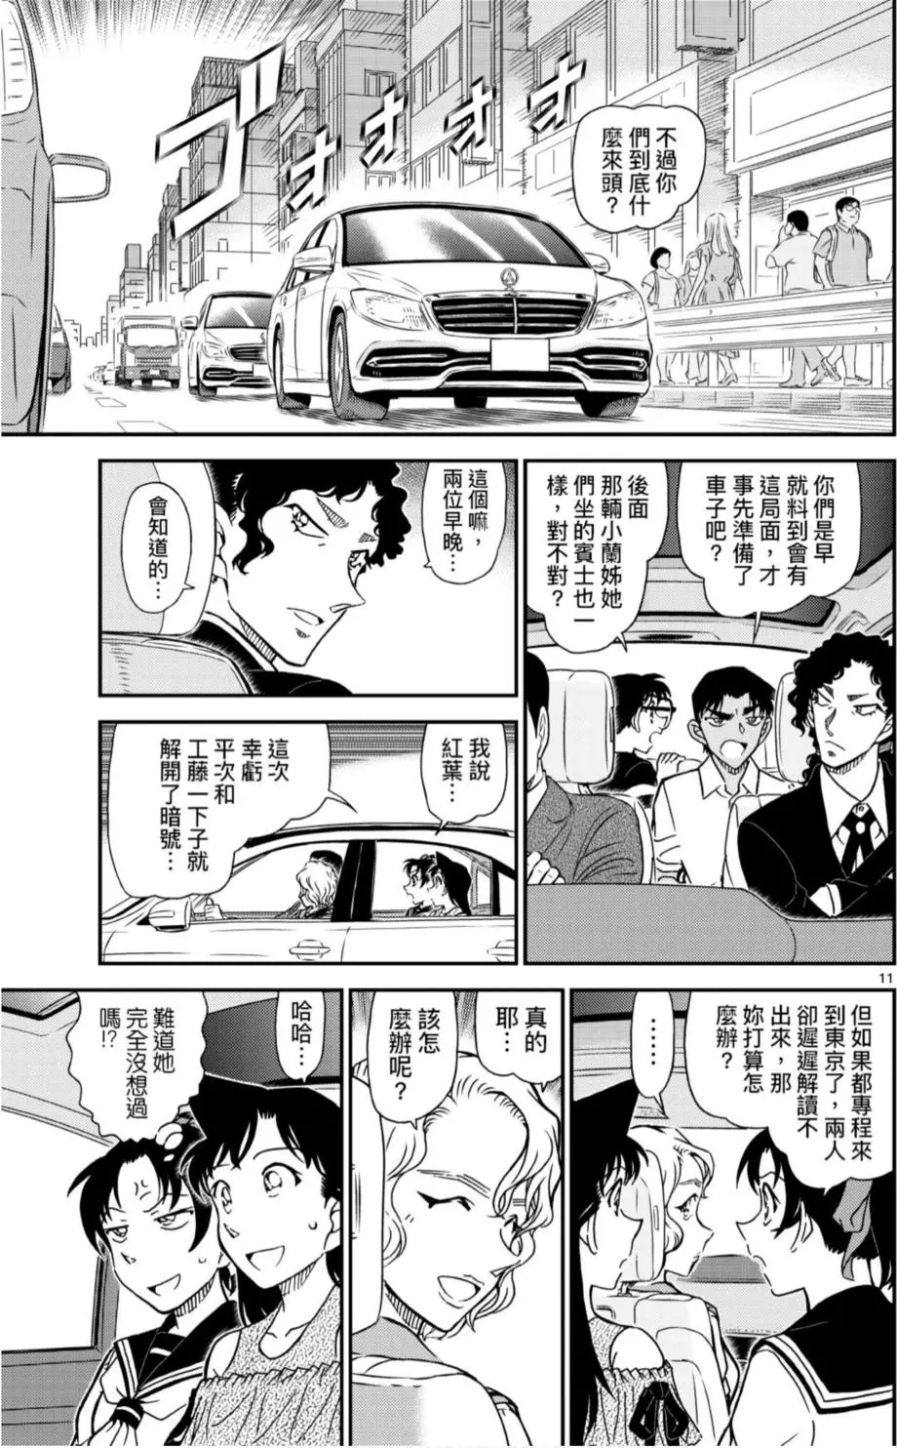 不過你
們到底什
麼來頭？
ゴオオオオ
你們是早
就料到會有
這局面，才
事先準備了
車子吧？
後面
那輛小蘭姊她
們坐的賓士也一
樣，對不對？
這個嘛，
兩位早晚…
會知道的…
我說
紅葉…
這次
幸虧
平次和
工藤一下子就
解開了暗號…
11
但如果都專程來
到東京了，兩人
卻遲遲解讀不
出來，那
妳打算怎
麼辦？
……
真的
耶…
該怎
麼辦呢？
哈哈…
難道她
完全沒想過
嗎!?